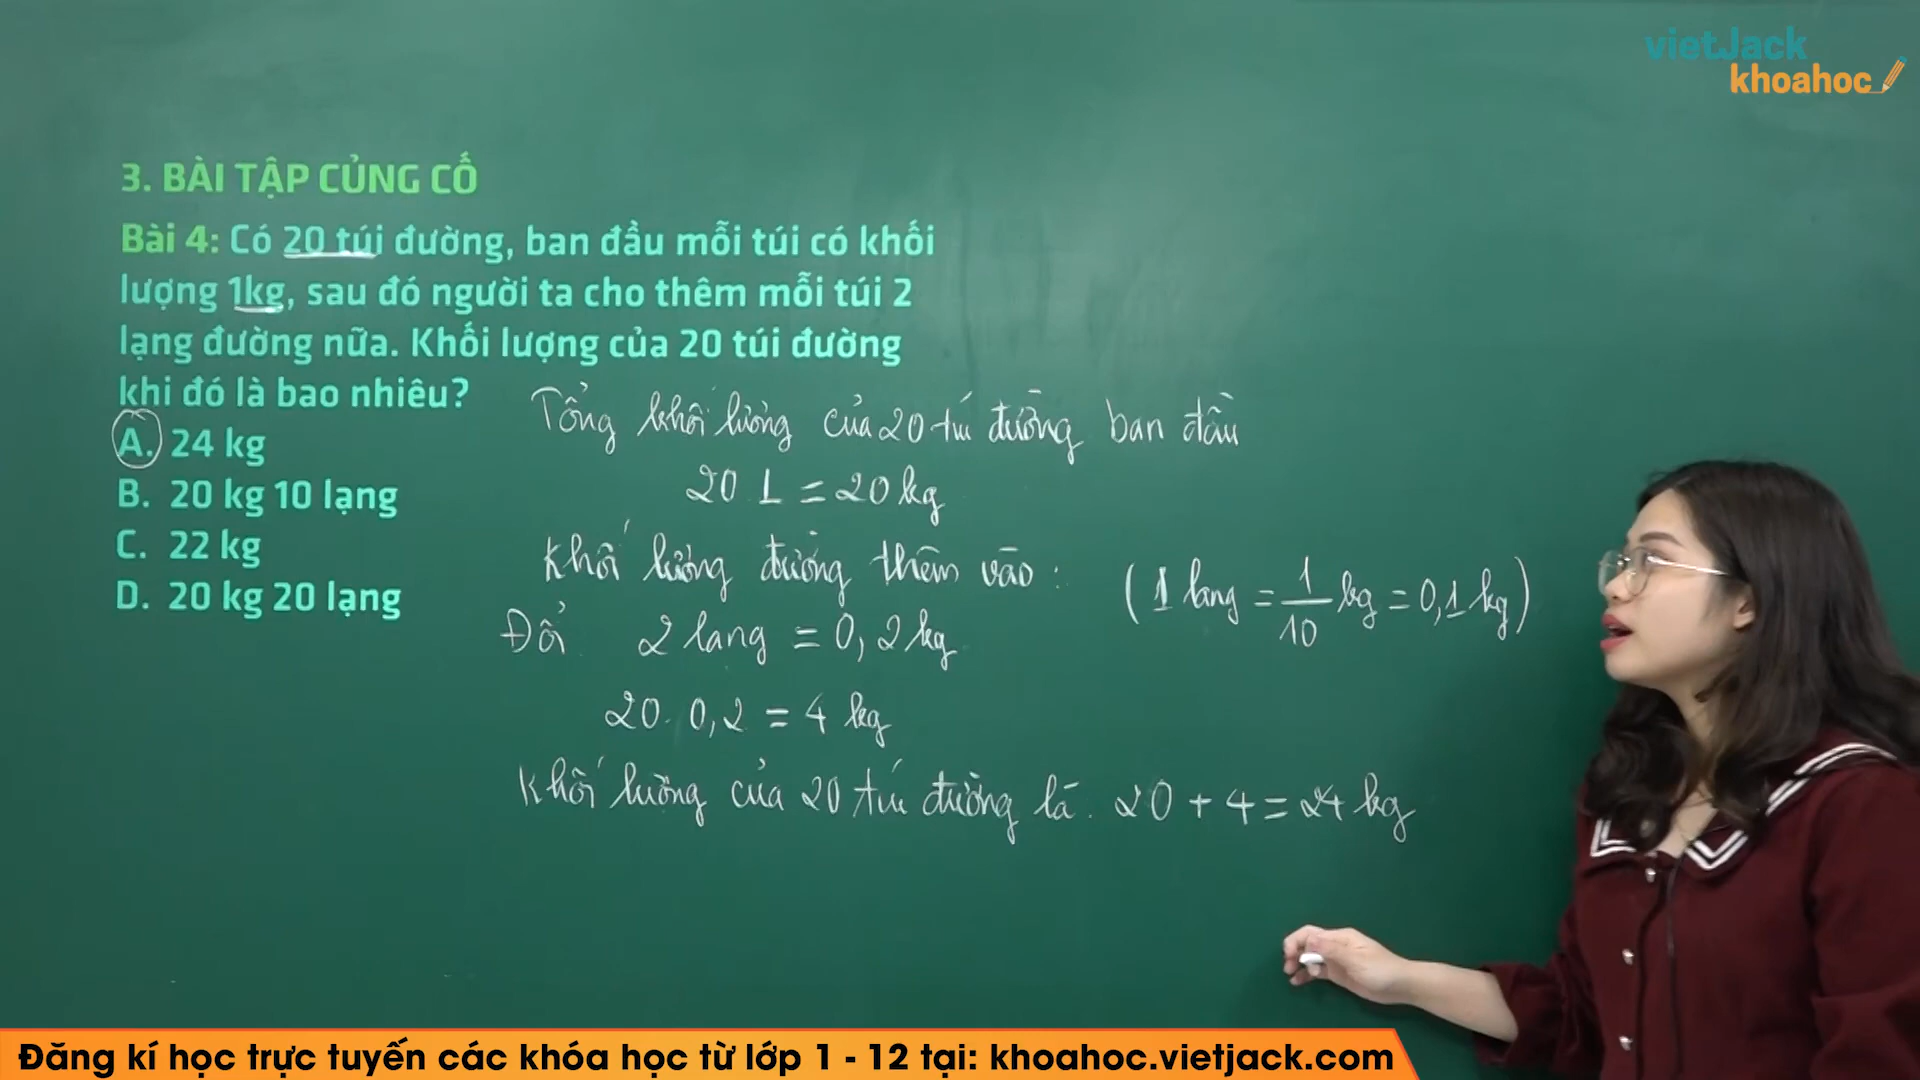 vietJack
khoahoc
3. BÀI TẬP CỦNG CỐ
Bài 4: Có 20 túi đường, ban đầu mỗi túi có khối
lượng 1kg, sau đó người ta cho thêm mỗi túi 2
lạng đường nữa. Khối lượng của 20 túi đường
khi đó là bao nhiêu?
A. 24 kg
B. 20 kg 10 lạng
C. 22 kg
D. 20 kg 20 lạng
Tổng khối lượng của 20 túi đường ban đầu
20 . 1 = 20 kg
Khối lượng đường thêm vào :
(1 lang = 1/10 kg = 0,1 kg)
Đổi 2 lang = 0,2 kg
20. 0,2 = 4 kg
Khối lượng của 20 túi đường là: 20 + 4 = 24 kg
Đăng kí học trực tuyến các khóa học từ lớp 1 - 12 tại: khoahoc.vietjack.com